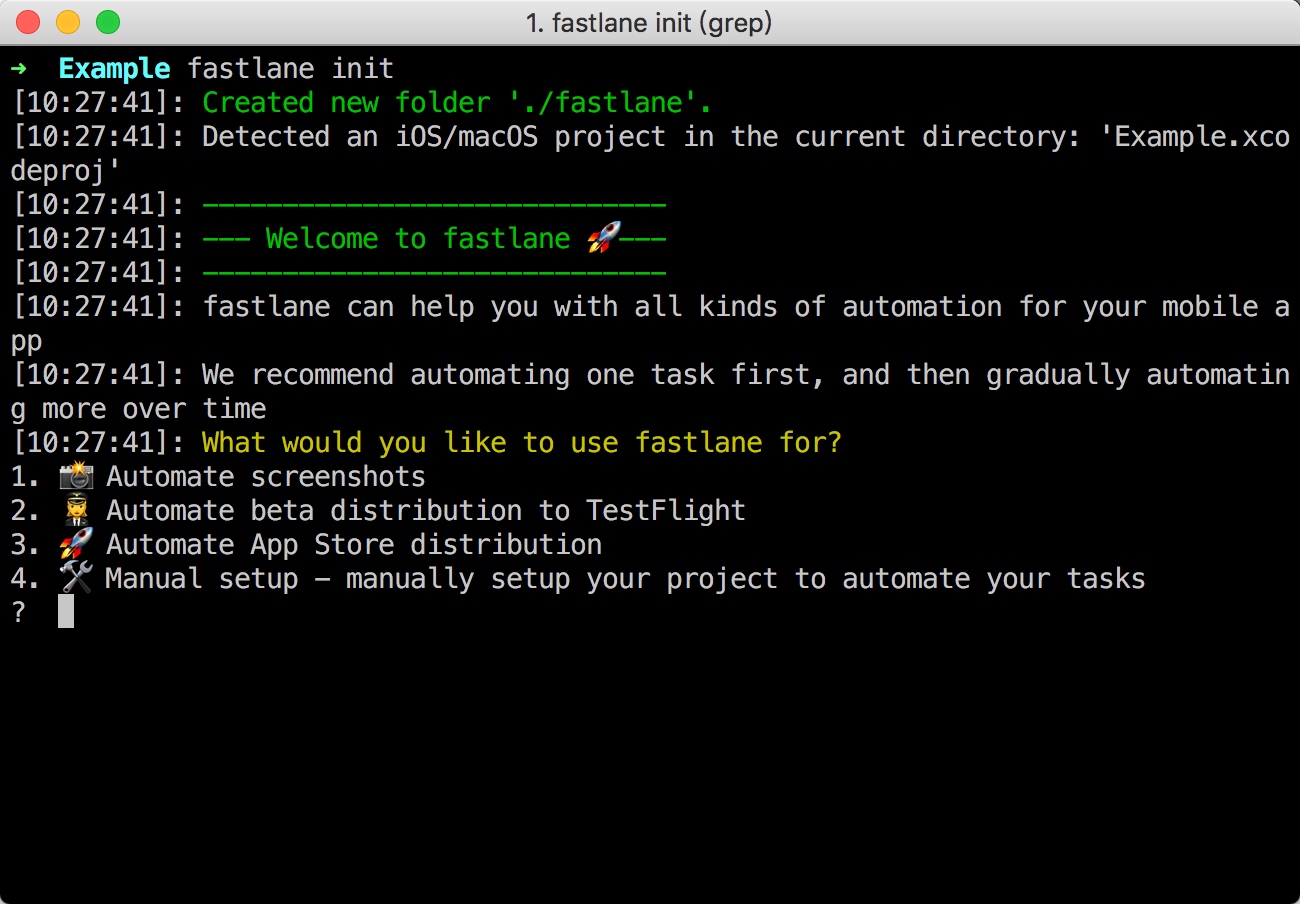 1. fastlane init (grep)
➜  Example fastlane init
[10:27:41]: Created new folder './fastlane'.
[10:27:41]: Detected an iOS/macOS project in the current directory: 'Example.xco
deproj'
[10:27:41]: -----------------------------
[10:27:41]: --- Welcome to fastlane 🚀---
[10:27:41]: -----------------------------
[10:27:41]: fastlane can help you with all kinds of automation for your mobile a
pp
[10:27:41]: We recommend automating one task first, and then gradually automatin
g more over time
[10:27:41]: What would you like to use fastlane for?
1. 📸 Automate screenshots
2. 👩‍✈️ Automate beta distribution to TestFlight
3. 🚀 Automate App Store distribution
4. 🛠 Manual setup - manually setup your project to automate your tasks
?